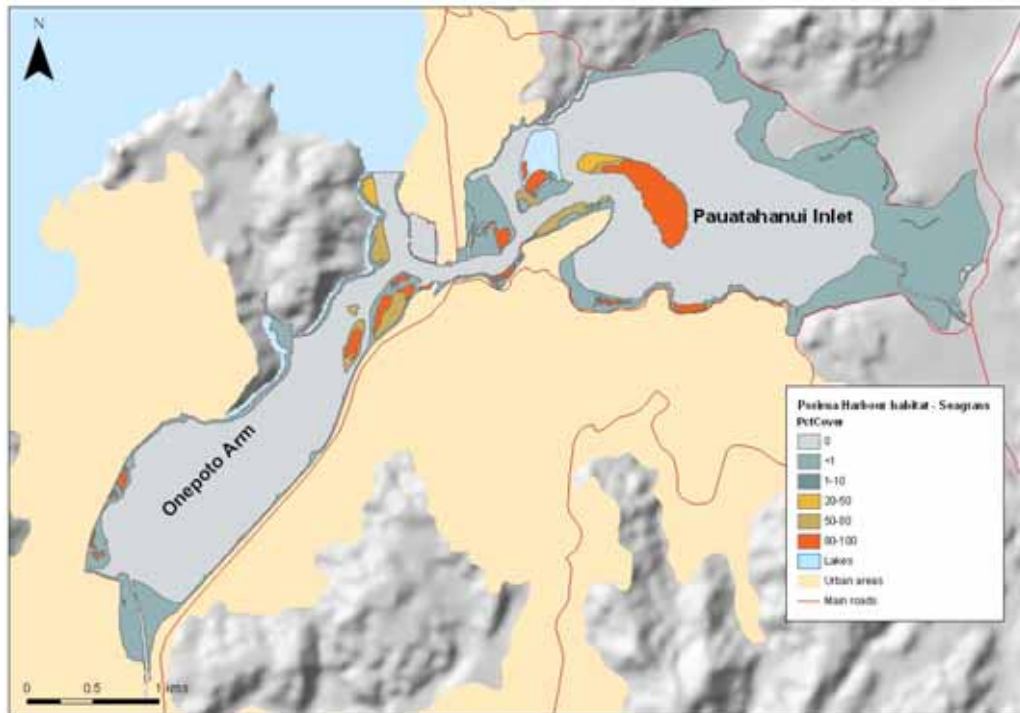 N
Pauatahanui Inlet
Onepoto Arm
Porirua Harbour habitat - Seagrass
PctCover
0
<1
1-10
20-50
50-80
80-100
Lakes
Urban areas
Main roads
0 0.5 1